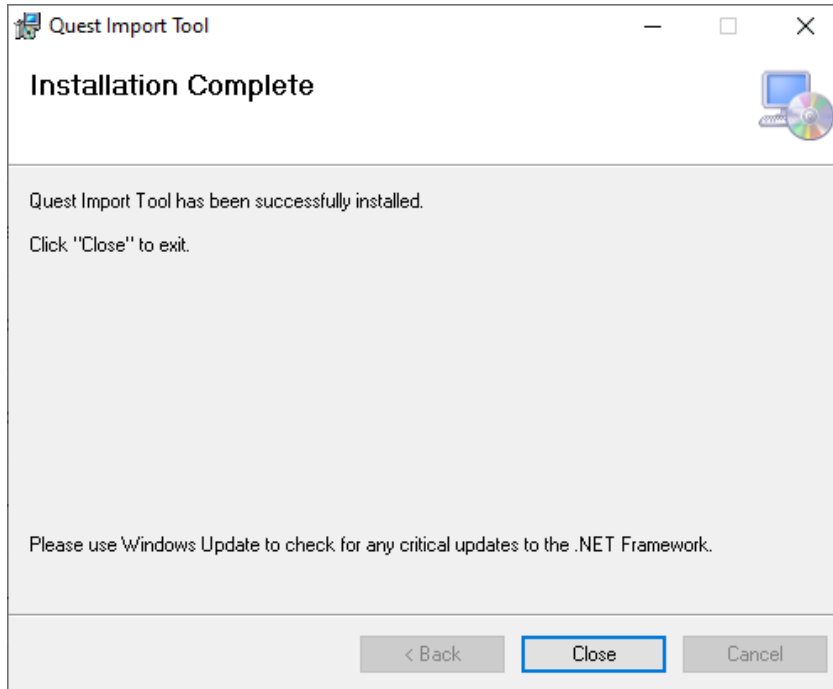 Quest Import Tool
Installation Complete
Quest Import Tool has been successfully installed.
Click "Close" to exit.
Please use Windows Update to check for any critical updates to the .NET Framework.
< Back
Close
Cancel